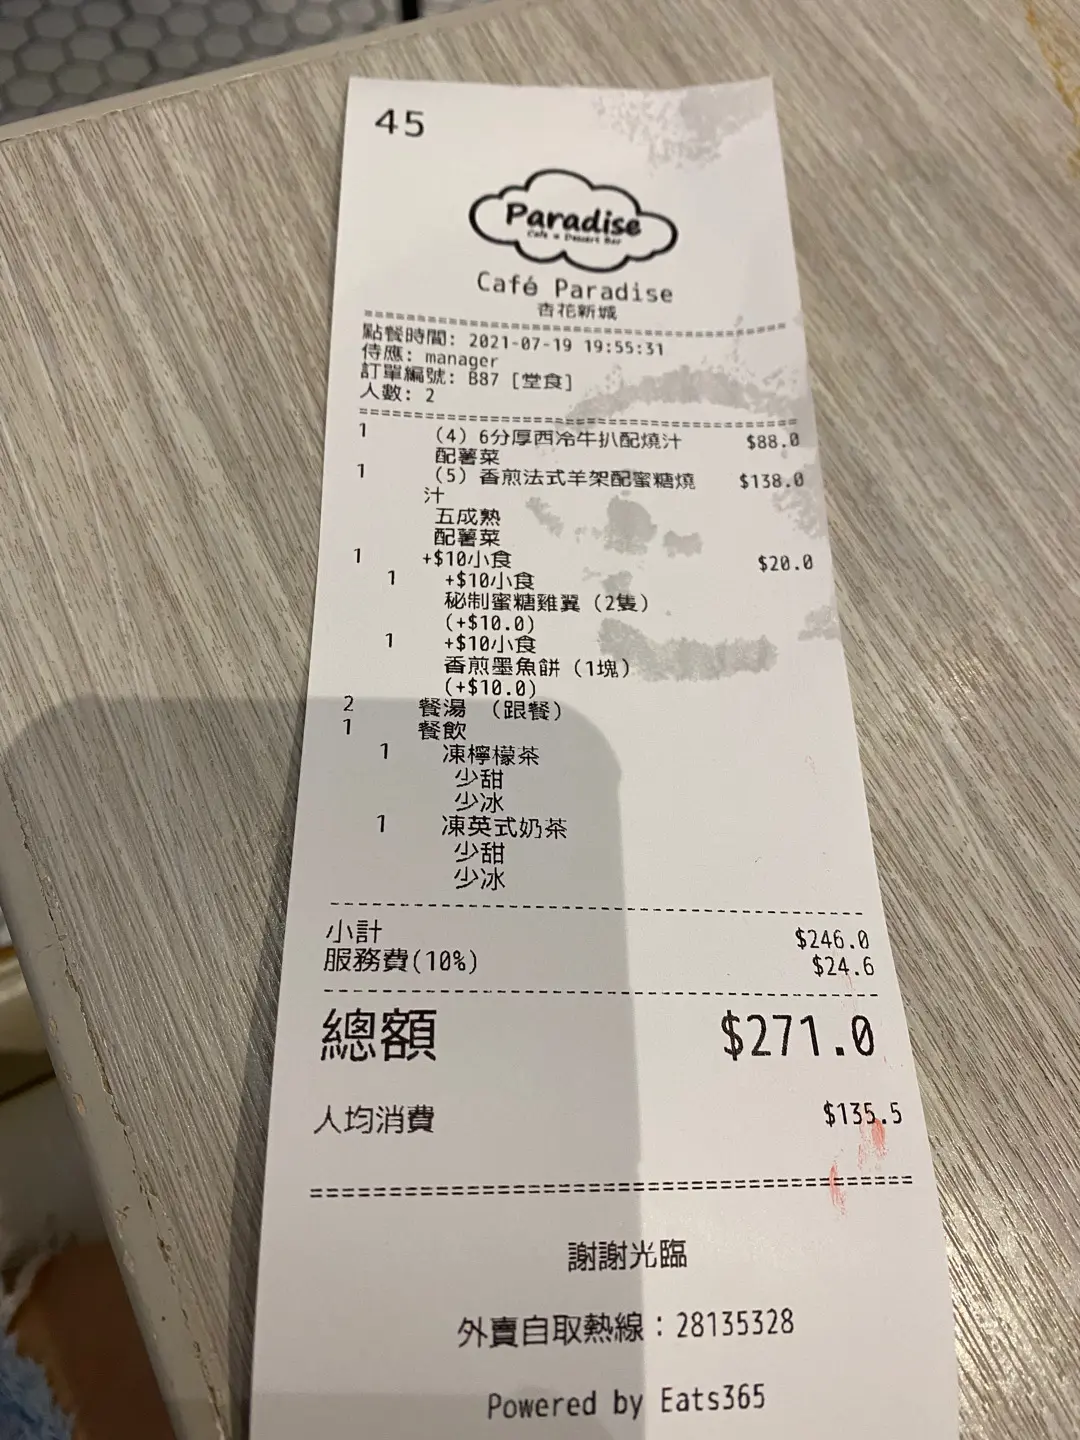 45
Paradise
Cafe & Dessert Bar
Café Paradise
杏花新城
點餐時間: 2021-07-19 19:55:31
侍應: manager
訂單編號: B87 [堂食]
人數: 2
1 (4) 6分厚西冷牛扒配燒汁 $88.0
配薯菜
1 (5) 香煎法式羊架配蜜糖燒 $138.0
汁
五成熟
配薯菜
1 +$10小食 $20.0
1 +$10小食
秘制蜜糖雞翼 (2隻)
(+$10.0)
1 +$10小食
香煎墨魚餅 (1塊)
(+$10.0)
2 餐湯 (跟餐)
1 餐飲
1 凍檸檬茶
少甜
少冰
1 凍英式奶茶
少甜
少冰
小計 $246.0
服務費(10%) $24.6
總額 $271.0
人均消費 $135.5
謝謝光臨
外賣自取熱線：28135328
Powered by Eats365